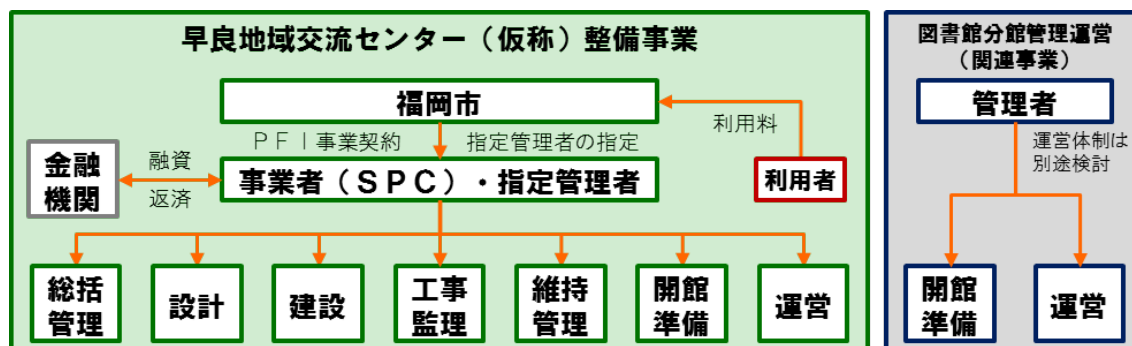 早良地域交流センター（仮称）整備事業
福岡市
ＰＦＩ事業契約
指定管理者の指定
利用料
金融
機関
融資
返済
事業者（ＳＰＣ）・指定管理者
利用者
総括
管理
設計
建設
工事
監理
維持
管理
開館
準備
運営
図書館分館管理運営
（関連事業）
管理者
運営体制は
別途検討
開館
準備
運営